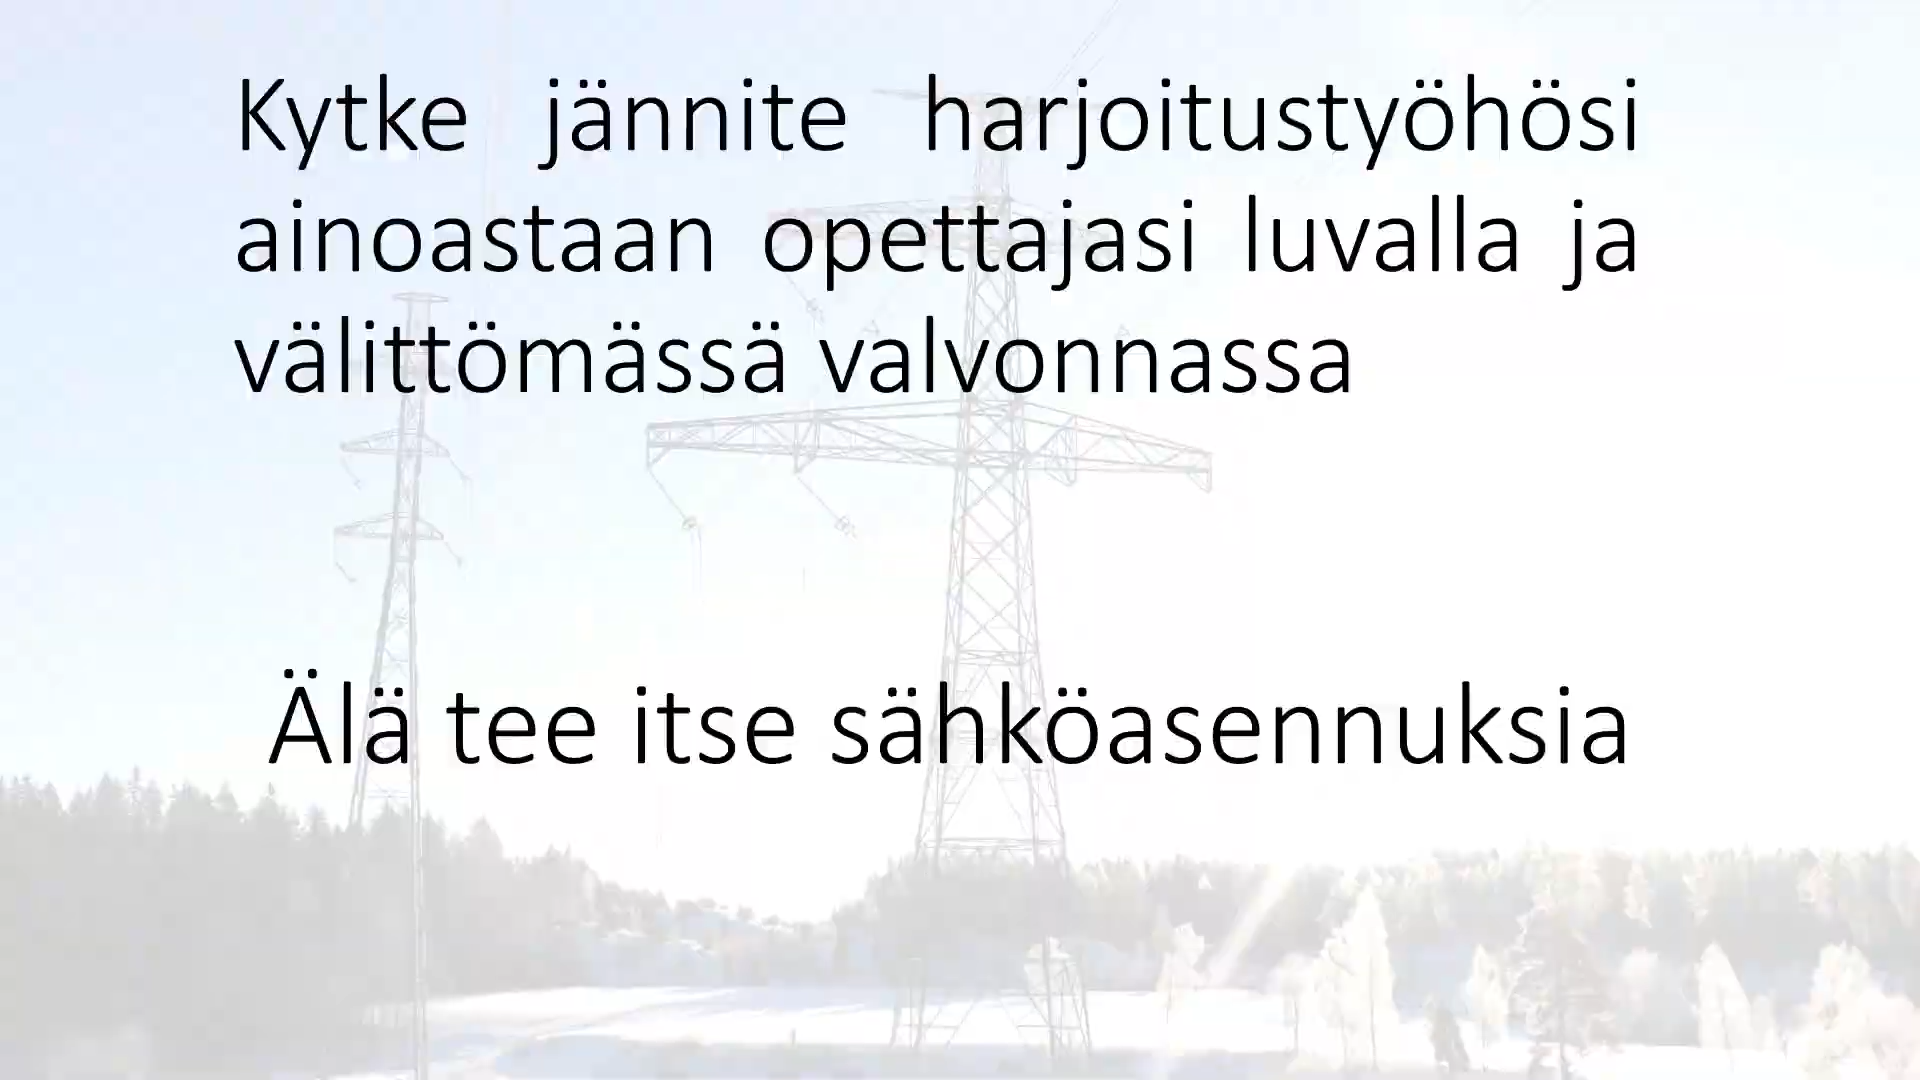 Kytke jännite harjoitustyöhösi
ainoastaan opettajasi luvalla ja
välittömässä valvonnassa
Älä tee itse sähköasennuksia